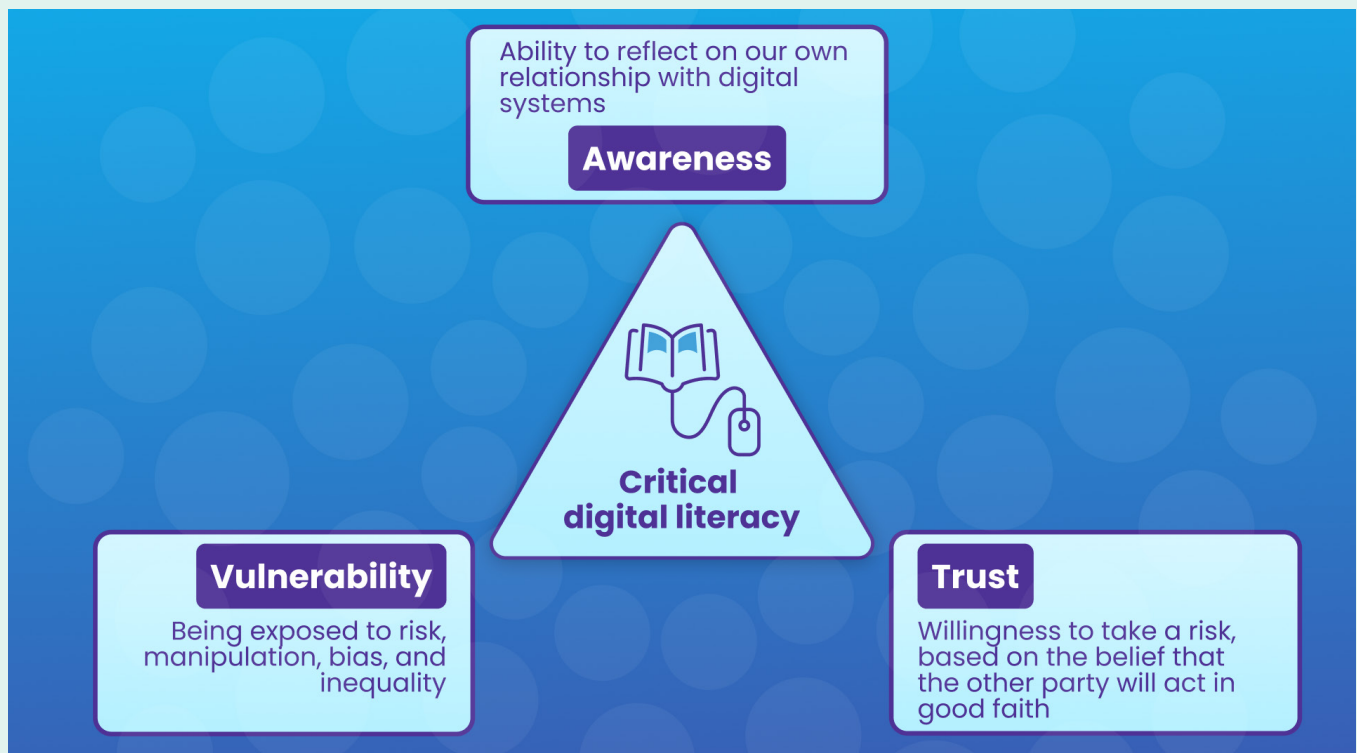 Ability to reflect on our own
relationship with digital
systems
Awareness
Critical
digital literacy
Vulnerability
Being exposed to risk,
manipulation, bias, and
inequality
Trust
Willingness to take a risk,
based on the belief that
the other party will act in
good faith